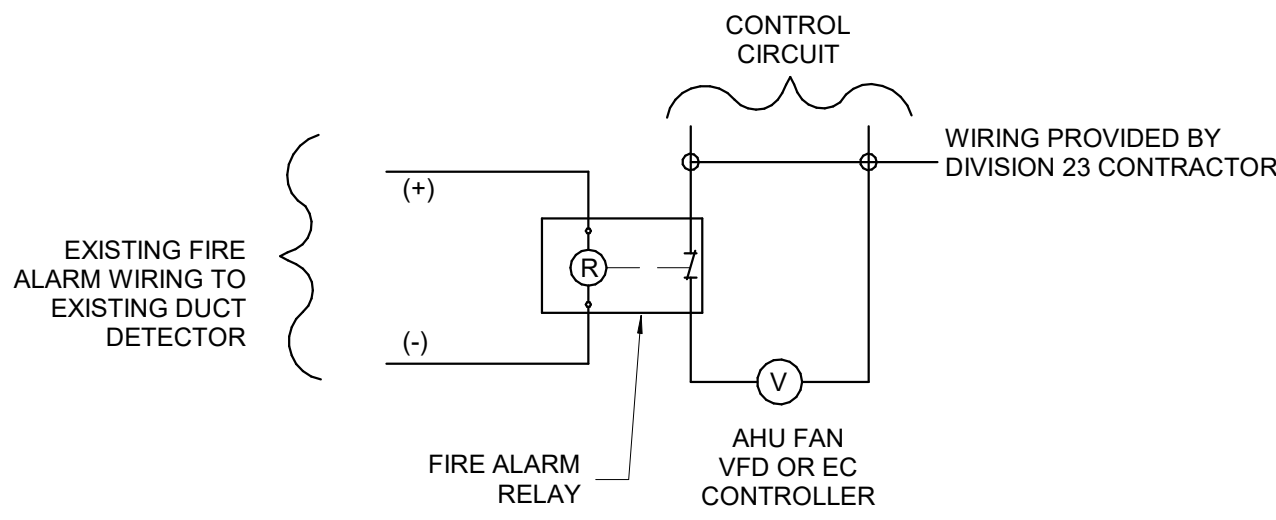 CONTROL
CIRCUIT
WIRING PROVIDED BY
DIVISION 23 CONTRACTOR
(+)
EXISTING FIRE
ALARM WIRING TO
EXISTING DUCT
DETECTOR
R
(-)
V
FIRE ALARM
RELAY
AHU FAN
VFD OR EC
CONTROLLER